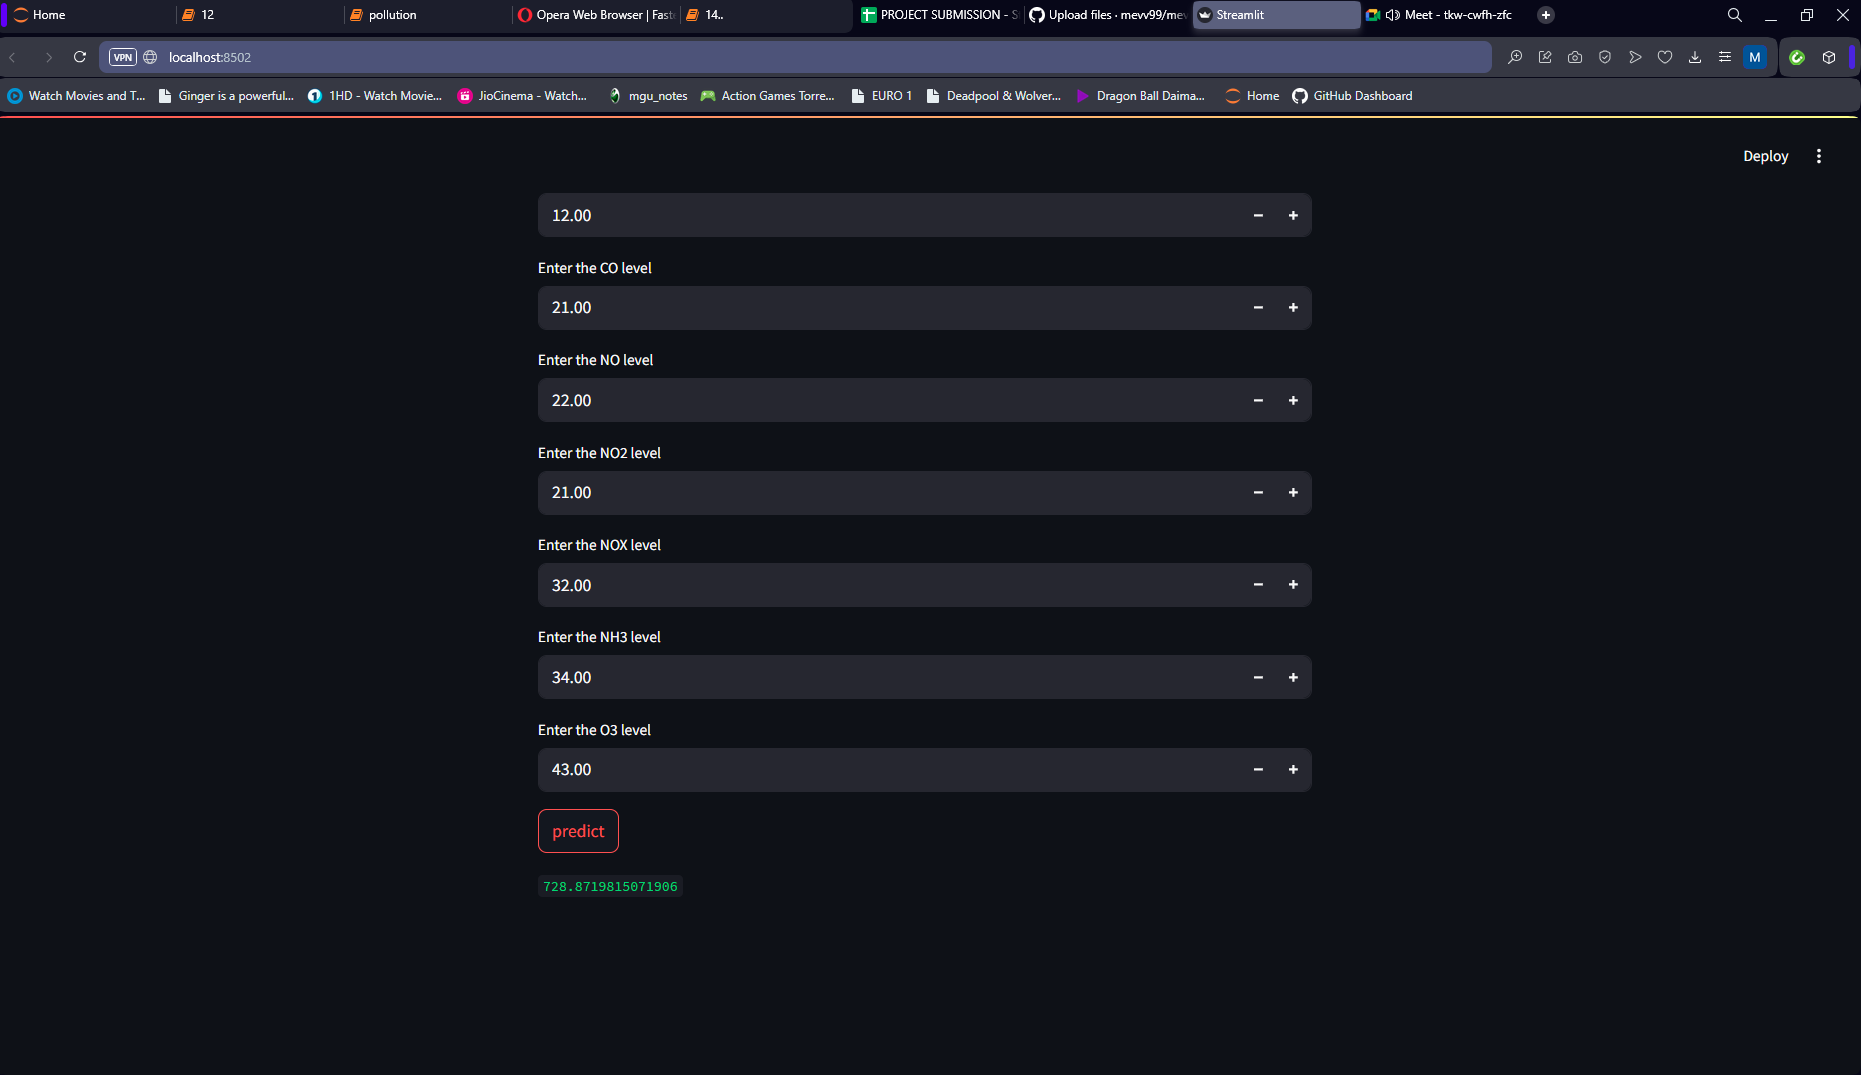 Home
12
pollution
Opera Web Browser | Fast
14..
PROJECT SUBMISSION - S
Upload files · mevv99/mev
Streamlit
Meet - tkw-cwfh-zfc
VPN
localhost:8502
M
Watch Movies and T...
Ginger is a powerful...
1HD - Watch Movie...
JioCinema - Watch...
mgu_notes
Action Games Torre...
EURO 1
Deadpool & Wolver...
Dragon Ball Daima...
Home
GitHub Dashboard
Deploy
12.00
Enter the CO level
21.00
Enter the NO level
22.00
Enter the NO2 level
21.00
Enter the NOX level
32.00
Enter the NH3 level
34.00
Enter the O3 level
43.00
predict
728.8719815071906